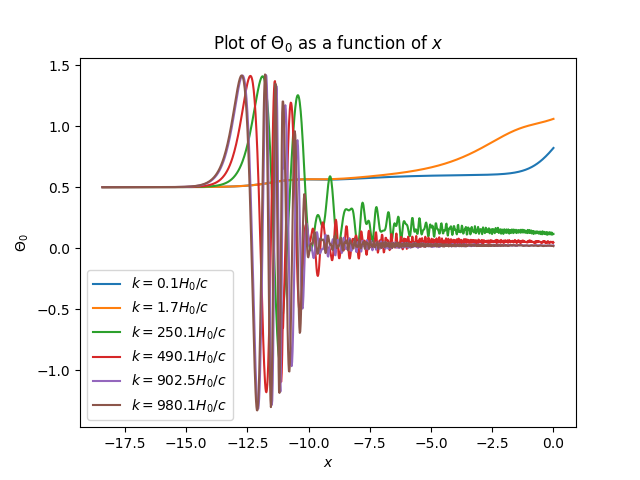 Plot of Θ₀ as a function of x
1.5
1.0
0.5
0.0
−0.5
−1.0
Θ₀
k = 0.1H₀/c
k = 1.7H₀/c
k = 250.1H₀/c
k = 490.1H₀/c
k = 902.5H₀/c
k = 980.1H₀/c
−17.5 −15.0 −12.5 −10.0 −7.5 −5.0 −2.5 0.0
x